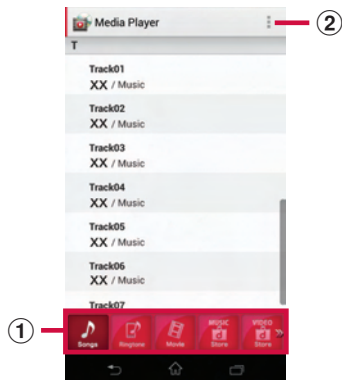 Media Player
②
T
Track01
XX / Music
Track02
XX / Music
Track03
XX / Music
Track04
XX / Music
Track05
XX / Music
Track06
XX / Music
Track07
①
Songs
Ringtone
Movie
MUSIC
Store
VIDEO
Store